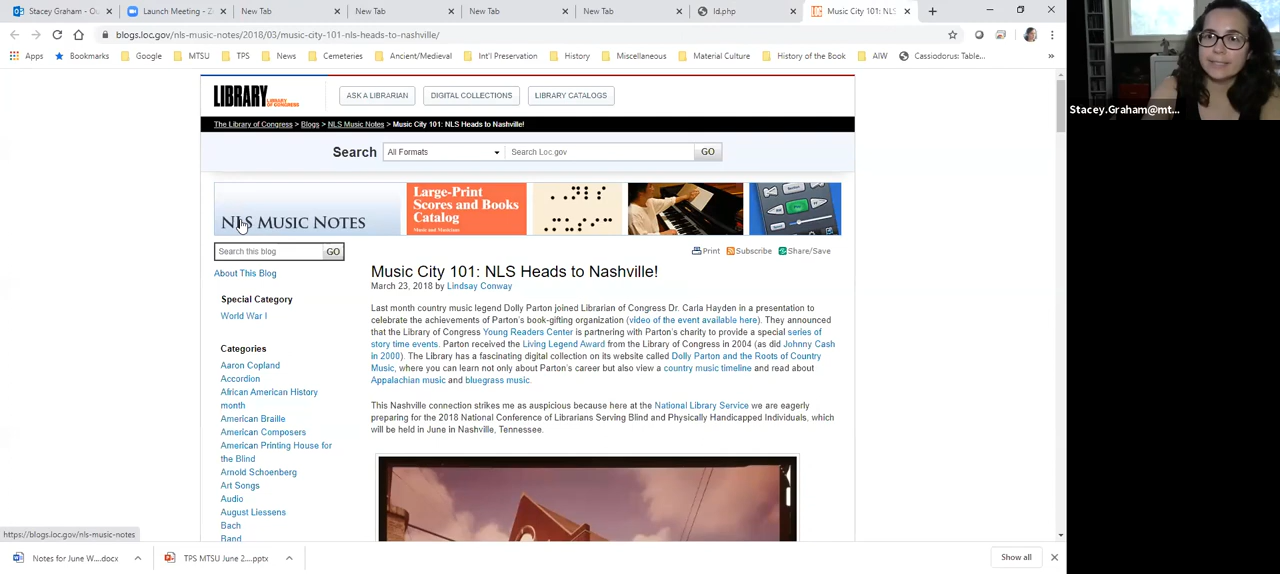 Stacey Graham - Ou
Launch Meeting - Z
New Tab
New Tab
New Tab
New Tab
ld.php
Music City 101: NLS
blogs.loc.gov/nls-music-notes/2018/03/music-city-101-nls-heads-to-nashville/
Apps
Bookmarks
Google
MTSU
TPS
News
Cemeteries
Ancient/Medieval
Int'l Preservation
History
Miscellaneous
Material Culture
History of the Book
AIW
Cassiodorus: Table...
LIBRARY LIBRARY OF CONGRESS
ASK A LIBRARIAN
DIGITAL COLLECTIONS
LIBRARY CATALOGS
The Library of Congress > Blogs > NLS Music Notes > Music City 101: NLS Heads to Nashville!
Search
All Formats
Search Loc.gov
GO
NLS MUSIC NOTES
Large-Print
Scores and Books
Catalog
Music and Musicians
Search this blog
GO
Print
Subscribe
Share/Save
About This Blog
Special Category
World War I
Categories
Aaron Copland
Accordion
African American History
month
American Braille
American Composers
American Printing House for
the Blind
Arnold Schoenberg
Art Songs
Audio
August Liessens
Bach
Band
Music City 101: NLS Heads to Nashville!
March 23, 2018 by Lindsay Conway
Last month country music legend Dolly Parton joined Librarian of Congress Dr. Carla Hayden in a presentation to
celebrate the achievements of Parton's book-gifting organization (video of the event available here). They announced
that the Library of Congress Young Readers Center is partnering with Parton's charity to provide a special series of
story time events. Parton received the Living Legend Award from the Library of Congress in 2004 (as did Johnny Cash
in 2000). The Library has a fascinating digital collection on its website called Dolly Parton and the Roots of Country
Music, where you can learn not only about Parton's career but also view a country music timeline and read about
Appalachian music and bluegrass music.
This Nashville connection strikes me as auspicious because here at the National Library Service we are eagerly
preparing for the 2018 National Conference of Librarians Serving Blind and Physically Handicapped Individuals, which
will be held in June in Nashville, Tennessee.
https://blogs.loc.gov/nls-music-notes
Notes for June W....docx
TPS MTSU June 2....pptx
Show all
Stacey.Graham@mt...